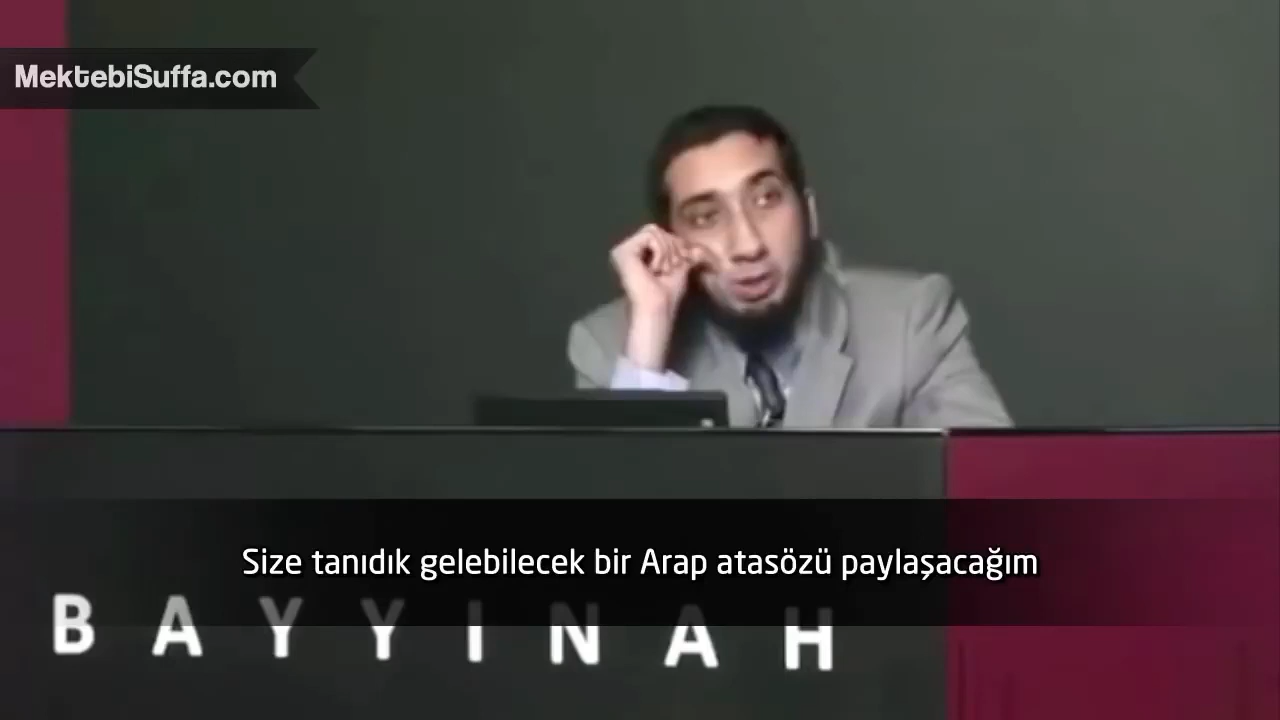 MektebiSuffa.com
Size tanıdık gelebilecek bir Arap atasözü paylaşacağım
BAYYINAH